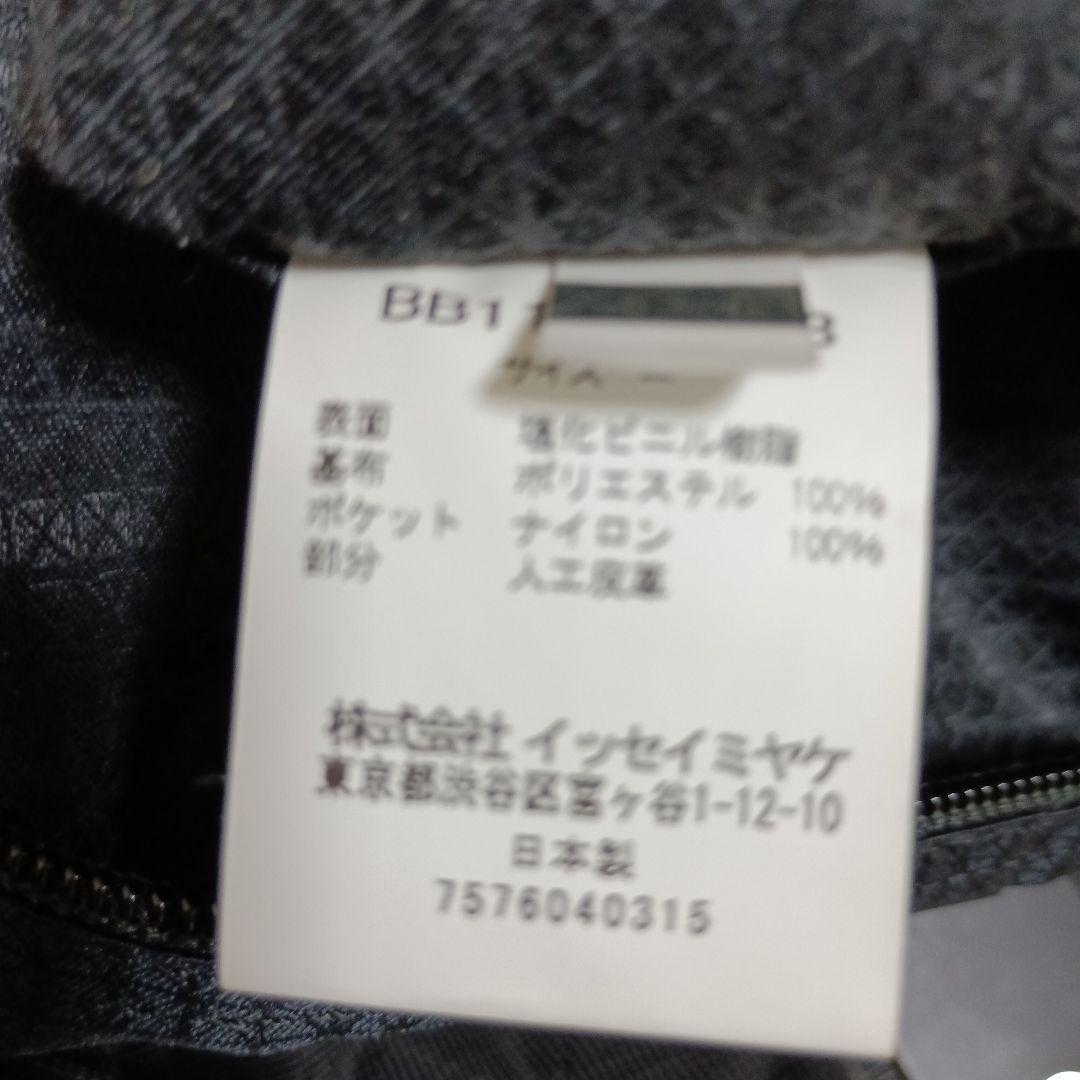 BB11
サイズ ー
表面 塩化ビニル樹脂
基布 ポリエステル 100%
ポケット ナイロン 100%
部分 人工皮革
株式会社 イッセイミヤケ
東京都渋谷区宮ヶ谷1-12-10
日本製
7576040315